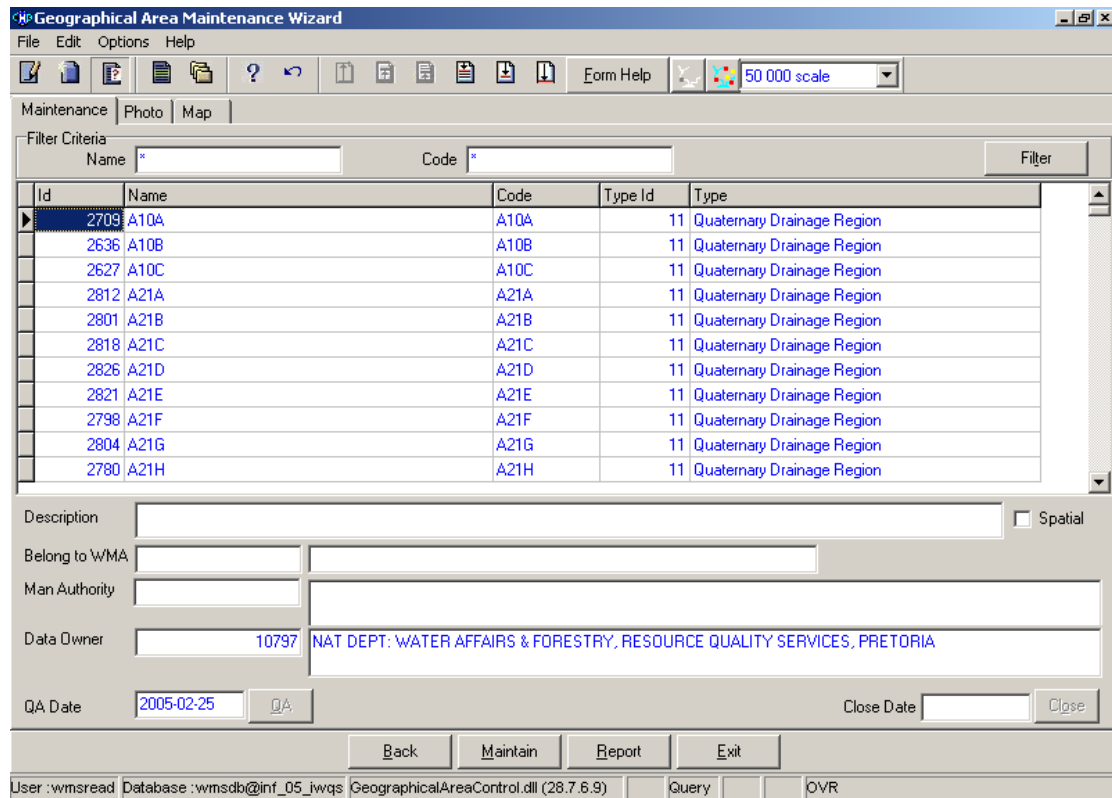 Geographical Area Maintenance Wizard
File Edit Options Help
? Form Help 50 000 scale
Maintenance Photo Map
Filter Criteria
Name * Code * Filter
Id Name Code Type Id Type
2709 A10A A10A 11 Quaternary Drainage Region
2636 A10B A10B 11 Quaternary Drainage Region
2627 A10C A10C 11 Quaternary Drainage Region
2812 A21A A21A 11 Quaternary Drainage Region
2801 A21B A21B 11 Quaternary Drainage Region
2818 A21C A21C 11 Quaternary Drainage Region
2826 A21D A21D 11 Quaternary Drainage Region
2821 A21E A21E 11 Quaternary Drainage Region
2798 A21F A21F 11 Quaternary Drainage Region
2804 A21G A21G 11 Quaternary Drainage Region
2780 A21H A21H 11 Quaternary Drainage Region
Description Spatial
Belong to WMA
Man Authority
Data Owner 10797 NAT DEPT: WATER AFFAIRS & FORESTRY, RESOURCE QUALITY SERVICES, PRETORIA
QA Date 2005-02-25 QA Close Date Close
Back Maintain Report Exit
User :wmsread Database :wmsdb@inf_05_iwqs GeographicalAreaControl.dll (28.7.6.9) Query OVR